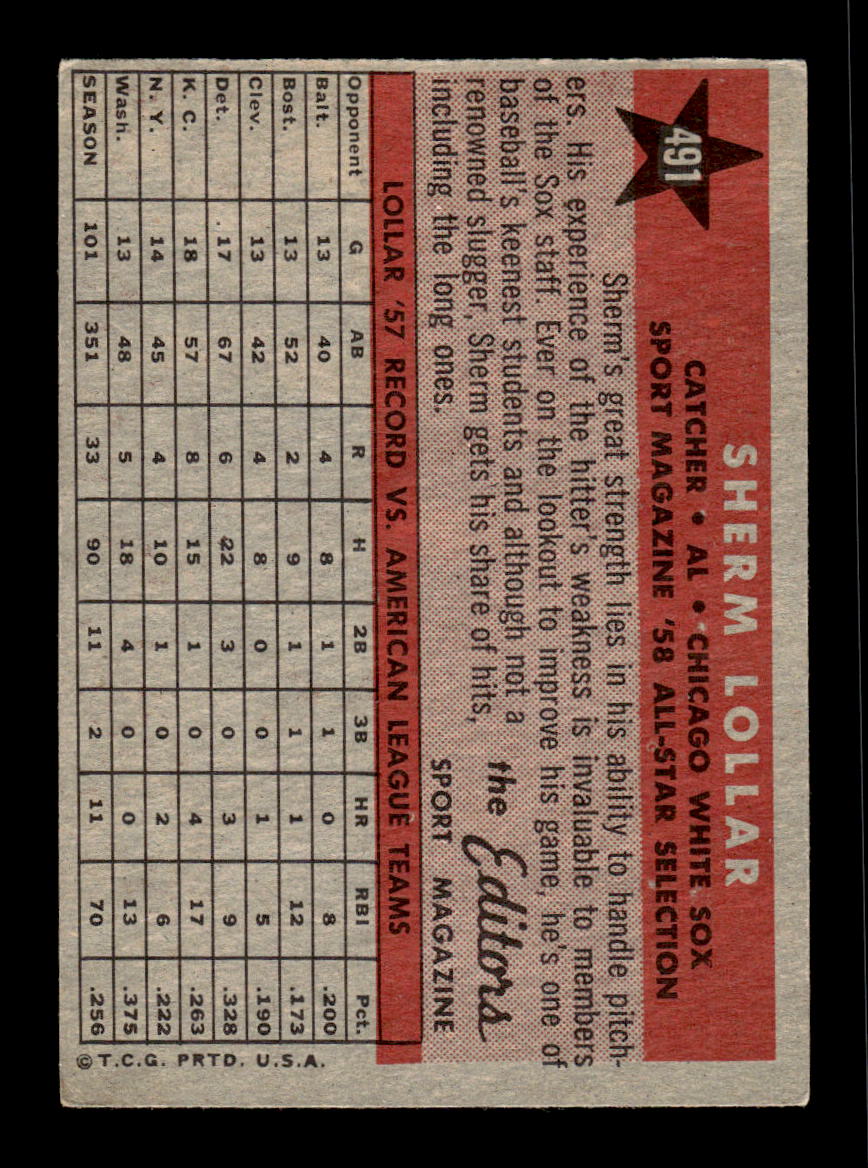 491
SHERM LOLLAR
CATCHER • AL • CHICAGO WHITE SOX
SPORT MAGAZINE '58 ALL-STAR SELECTION
Sherm's great strength lies in his ability to handle pitch-
ers. His experience of the hitter's weakness is invaluable to members
of the Sox staff. Ever on the lookout to improve his game, he's one of
baseball's keenest students and although not a
renowned slugger, Sherm gets his share of hits,
including the long ones.
the Editors
SPORT MAGAZINE
LOLLAR '57 RECORD VS. AMERICAN LEAGUE TEAMS
Opponent G AB R H 2B 3B HR RBI Pct.
Balt. 13 40 4 8 1 1 0 8 .200
Bost. 13 52 2 9 1 1 1 12 .173
Clev. 13 42 4 8 0 0 1 5 .190
Det. 17 67 6 22 3 0 3 9 .328
K. C. 18 57 8 15 1 0 4 17 .263
N. Y. 14 45 4 10 1 0 2 6 .222
Wash. 13 48 5 18 4 0 0 13 .375
SEASON 101 351 33 90 11 2 11 70 .256
© T.C.G. PRTD. U.S.A.